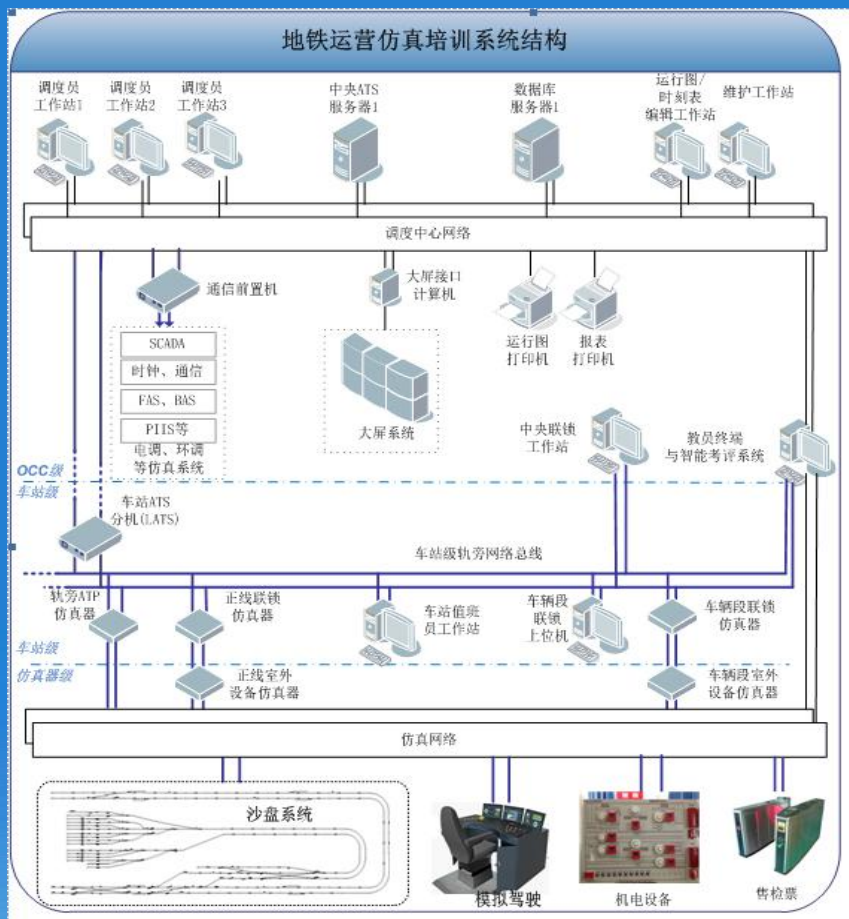 地铁运营仿真培训系统结构
调度员
工作站1
调度员
工作站2
调度员
工作站3
中央ATS
服务器1
数据库
服务器1
运行图/
时刻表
编辑工作站
维护工作站
调度中心网络
通信前置机
大屏接口
计算机
SCADA
时钟、通信
FAS、BAS
PIIS等
电调、环调
等仿真系统
大屏系统
运行图
打印机
报表
打印机
中央联锁
工作站
教员终端
与智能考评系统
OCC级
车站级
车站ATS
分机(LATS)
车站级轨旁网络总线
轨旁ATP
仿真器
正线联锁
仿真器
车站值班
员工作站
车辆段
联锁
上位机
车辆段联锁
仿真器
车站级
仿真器级
正线室外
设备仿真器
车辆段室外
设备仿真器
仿真网络
沙盘系统
模拟驾驶
机电设备
售检票